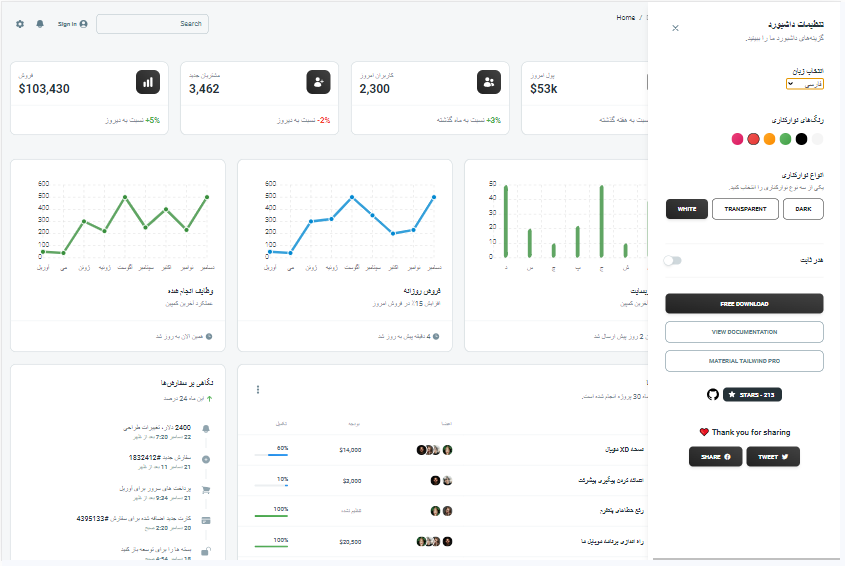 Sign in
Search
Home /
فروش
$103,430
+5% نسبت به دیروز
مشتریان جدید
3,462
-2% نسبت به دیروز
کاربران امروز
2,300
+3% نسبت به ماه گذشته
پول امروز
$53k
نسبت به هفته گذشته
600
500
400
300
200
100
0
آوریل می ژوئن ژوئیه آگوست سپتامبر اکتبر نوامبر دسامبر
وظایف انجام شده
عملکرد آخرین کمپین
همین الان به روز شد
600
500
400
300
200
100
0
آوریل می ژوئن ژوئیه آگوست سپتامبر اکتبر نوامبر دسامبر
فروش روزانه
افزایش 15٪ در فروش امروز
4 دقیقه پیش به روز شد
50
40
30
20
10
0
د س چ پ ج ش
عملکرد آخرین کمپین
2 روز پیش ارسال شد
نگاهی بر سفارش‌ها
این ماه 24 درصد
2400 دلار، تغییرات طراحی
22 دسامبر 7:20 بعد از ظهر
سفارش جدید #1832412
21 دسامبر 11 بعد از ظهر
پرداخت های سرور برای آوریل
21 دسامبر 9:34 بعد از ظهر
کارت جدید اضافه شده برای سفارش #4395133
20 دسامبر 2:20 صبح
بسته ها را برای توسعه باز کنید
18 دسامبر 4:54 صبح
ماه 30 پروژه انجام شده است.
اعضا بودجه تکمیل
نسخه XD متریال
$14,000
60%
اضافه کردن پیگیری پیشرفت
$2,000
10%
رفع خطاهای پلتفرم
تنظیم نشده
100%
راه اندازی برنامه موبایل ما
$20,500
100%
تنظیمات داشبورد
گزینه‌های داشبورد ما را ببینید.
انتخاب زبان
فارسی
رنگ‌های نوارکناری
انواع نوارکناری
یکی از سه نوع نوارکناری را انتخاب کنید.
WHITE
TRANSPARENT
DARK
هدر ثابت
FREE DOWNLOAD
VIEW DOCUMENTATION
MATERIAL TAILWIND PRO
STARS - 213
Thank you for sharing
SHARE
TWEET